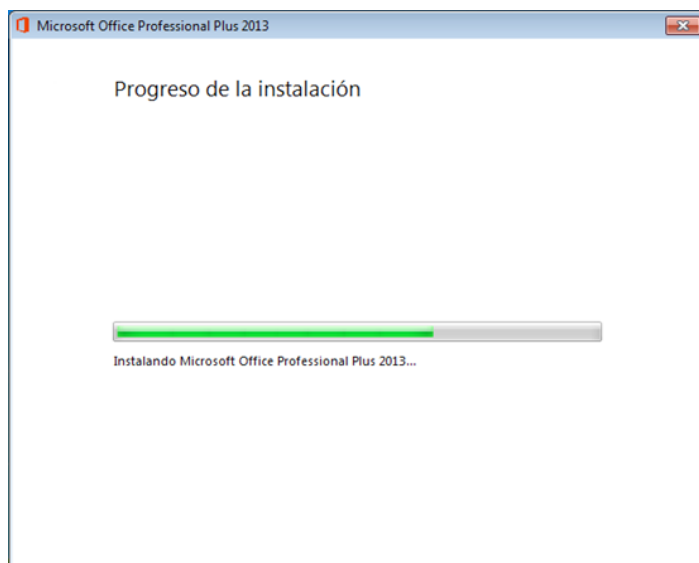 Microsoft Office Professional Plus 2013
Progreso de la instalación
Instalando Microsoft Office Professional Plus 2013...